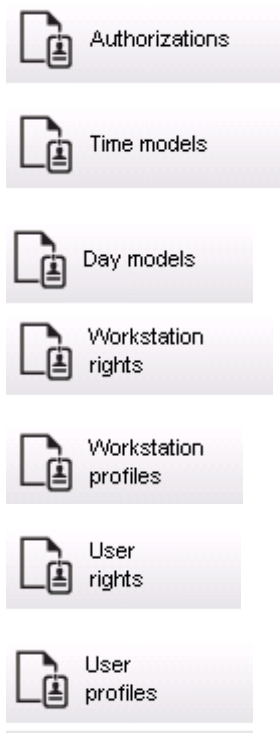 Authorizations
Time models
Day models
Workstation
rights
Workstation
profiles
User
rights
User
profiles